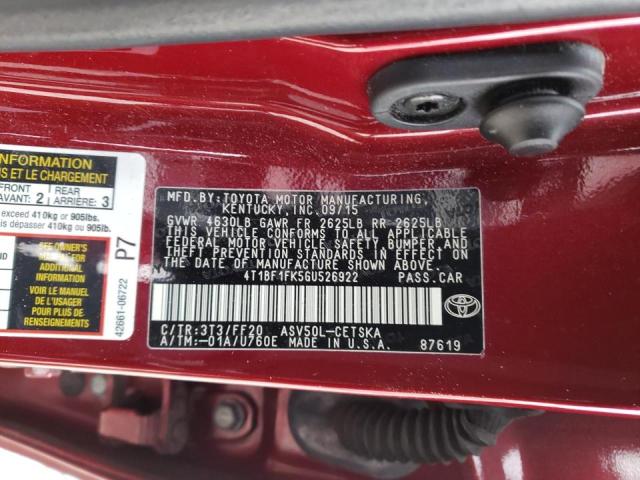 INFORMATION
US ET LE CHARGEMENT
FRONT
AVANT: 2
REAR
ARRIÈRE: 3
exceed 410kg or 905lbs.
dépasser 410kg ou 905lb.
SEE OWNER'S
MANUAL FOR
ADDITIONAL
INFORMATION
VOIR LE MANUEL
DE L'USAGER
POUR PLUS DE
RENSEIGNEMENTS
P7
42661-06722
MFD. BY: TOYOTA MOTOR MANUFACTURING,
KENTUCKY, INC. 09/15
GVWR 4630LB GAWR FR 2625LB RR 2625LB
THIS VEHICLE CONFORMS TO ALL APPLICABLE
FEDERAL MOTOR VEHICLE SAFETY, BUMPER, AND
THEFT PREVENTION STANDARDS IN EFFECT ON
THE DATE OF MANUFACTURE SHOWN ABOVE.
4T1BF1FK5GU526922 PASS. CAR
C/TR:3T3/FF20 ASV50L-CETSKA
A/TM:-01A/U760E MADE IN U.S.A.
87619